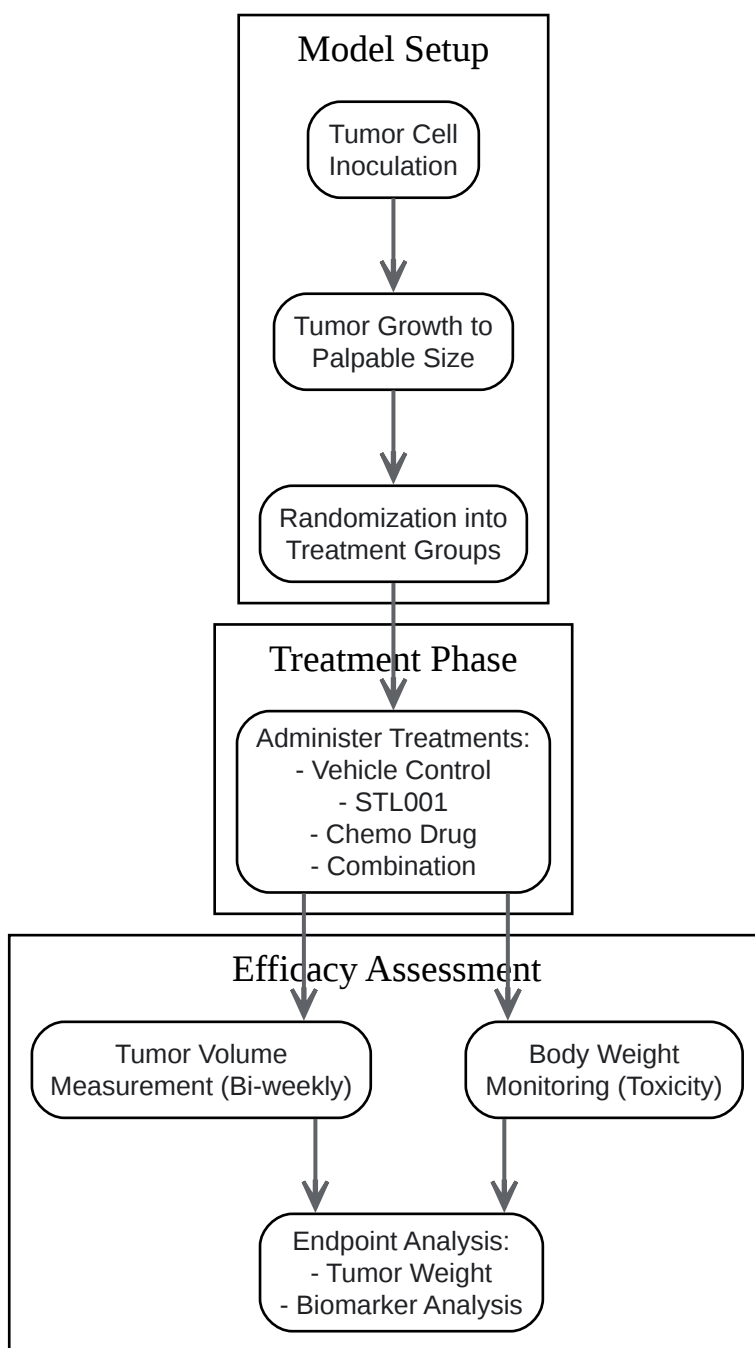 Model Setup
Tumor Cell
Inoculation
Tumor Growth to
Palpable Size
Randomization into
Treatment Groups
Treatment Phase
Administer Treatments:
- Vehicle Control
- STL001
- Chemo Drug
- Combination
Efficacy Assessment
Tumor Volume
Measurement (Bi-weekly)
Body Weight
Monitoring (Toxicity)
Endpoint Analysis:
- Tumor Weight
- Biomarker Analysis